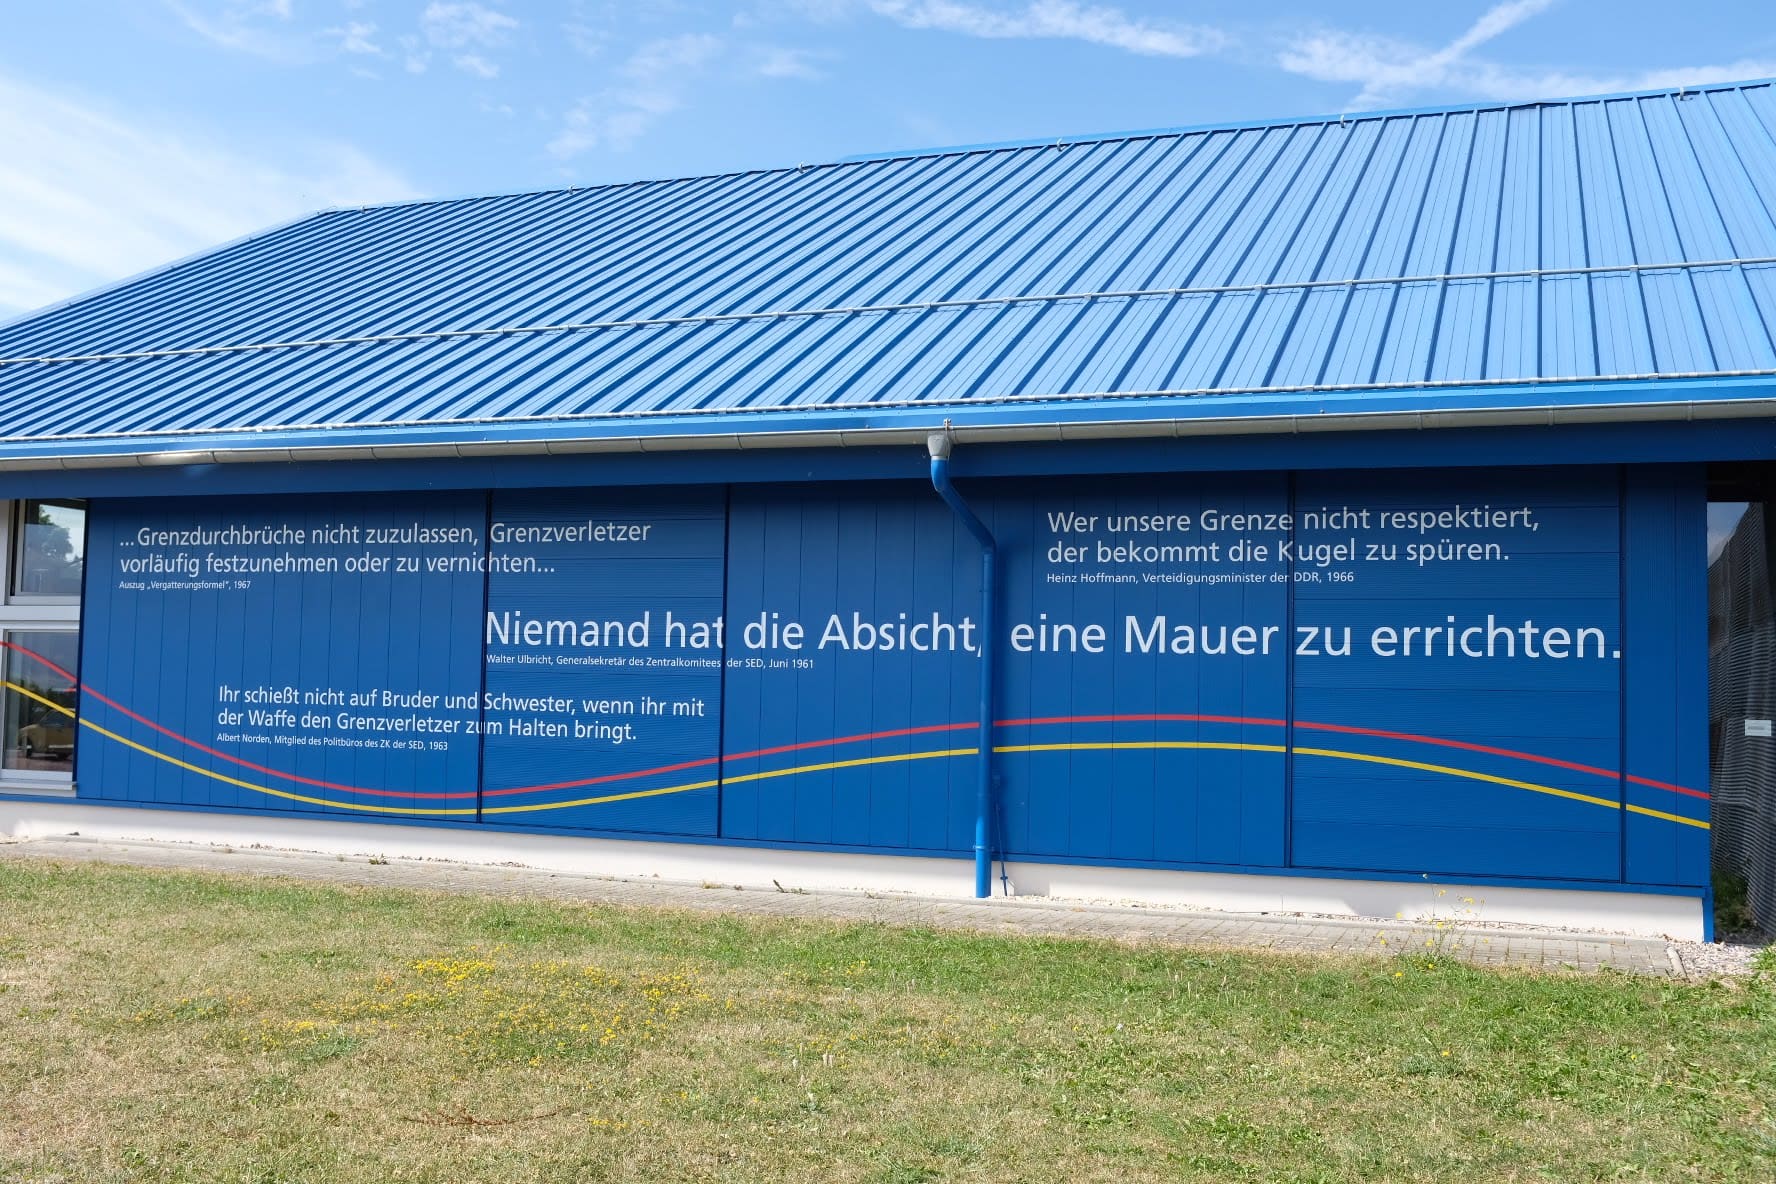 ...Grenzdurchbrüche nicht zuzulassen, Grenzverletzer
vorläufig festzunehmen oder zu vernichten...
Auszug „Vergatterungsformel“, 1967
Wer unsere Grenze nicht respektiert,
der bekommt die Kugel zu spüren.
Heinz Hoffmann, Verteidigungsminister der DDR, 1966
Niemand hat die Absicht, eine Mauer zu errichten.
Walter Ulbricht, Generalsekretär des Zentralkomitees der SED, Juni 1961
Ihr schießt nicht auf Bruder und Schwester, wenn ihr mit
der Waffe den Grenzverletzer zum Halten bringt.
Albert Norden, Mitglied des Politbüros des ZK der SED, 1963